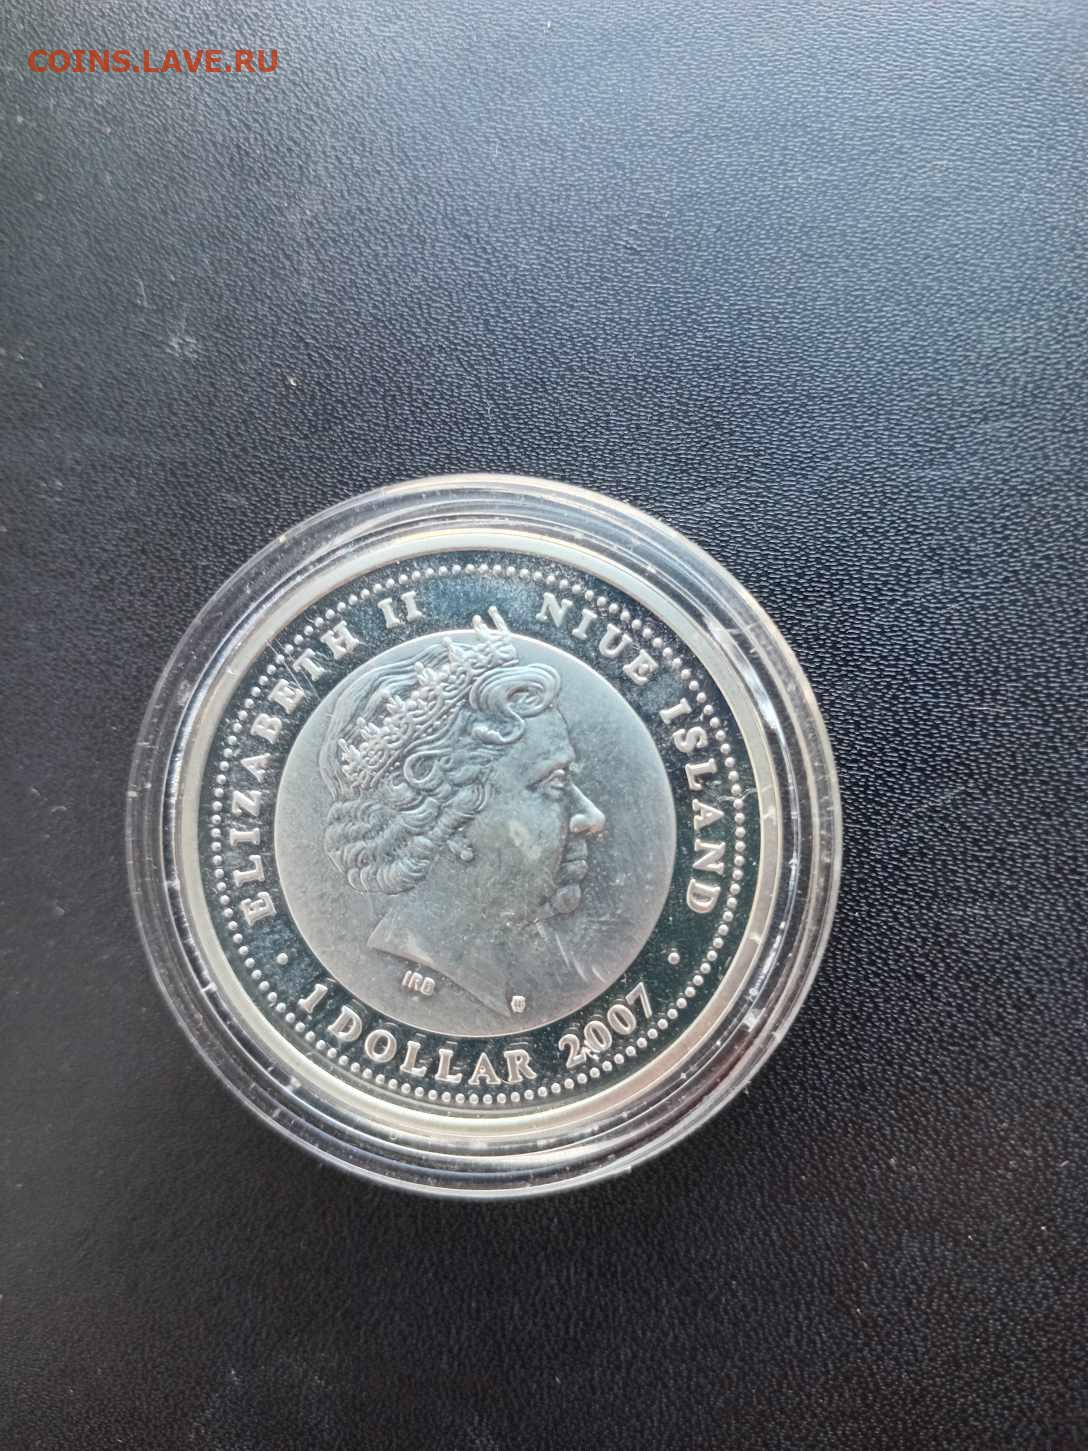 COINS.LAVE.RU
ELIZABETH II
NIUE ISLAND
IRB
1 DOLLAR 2007